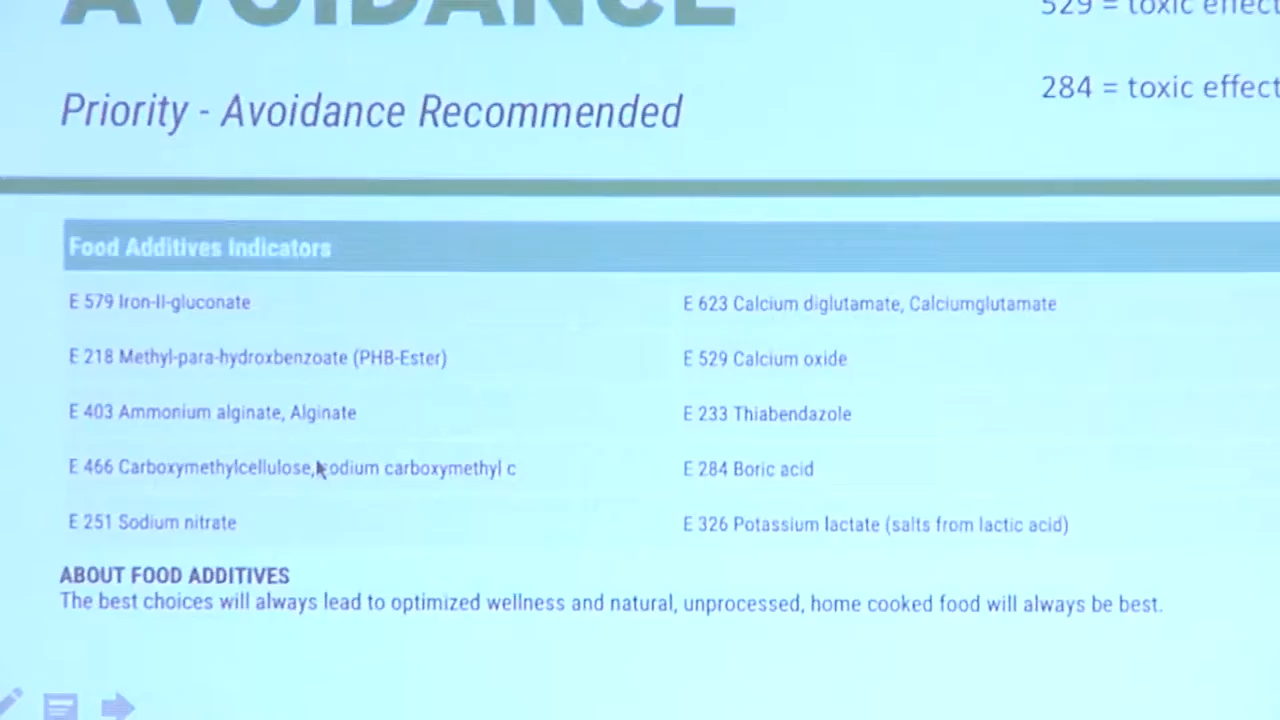 AVOIDANCE
529 = toxic effect
284 = toxic effect
Priority - Avoidance Recommended
Food Additives Indicators
E 579 Iron-II-gluconate
E 623 Calcium diglutamate, Calciumglutamate
E 218 Methyl-para-hydroxbenzoate (PHB-Ester)
E 529 Calcium oxide
E 403 Ammonium alginate, Alginate
E 233 Thiabendazole
E 466 Carboxymethylcellulose, sodium carboxymethyl c
E 284 Boric acid
E 251 Sodium nitrate
E 326 Potassium lactate (salts from lactic acid)
ABOUT FOOD ADDITIVES
The best choices will always lead to optimized wellness and natural, unprocessed, home cooked food will always be best.